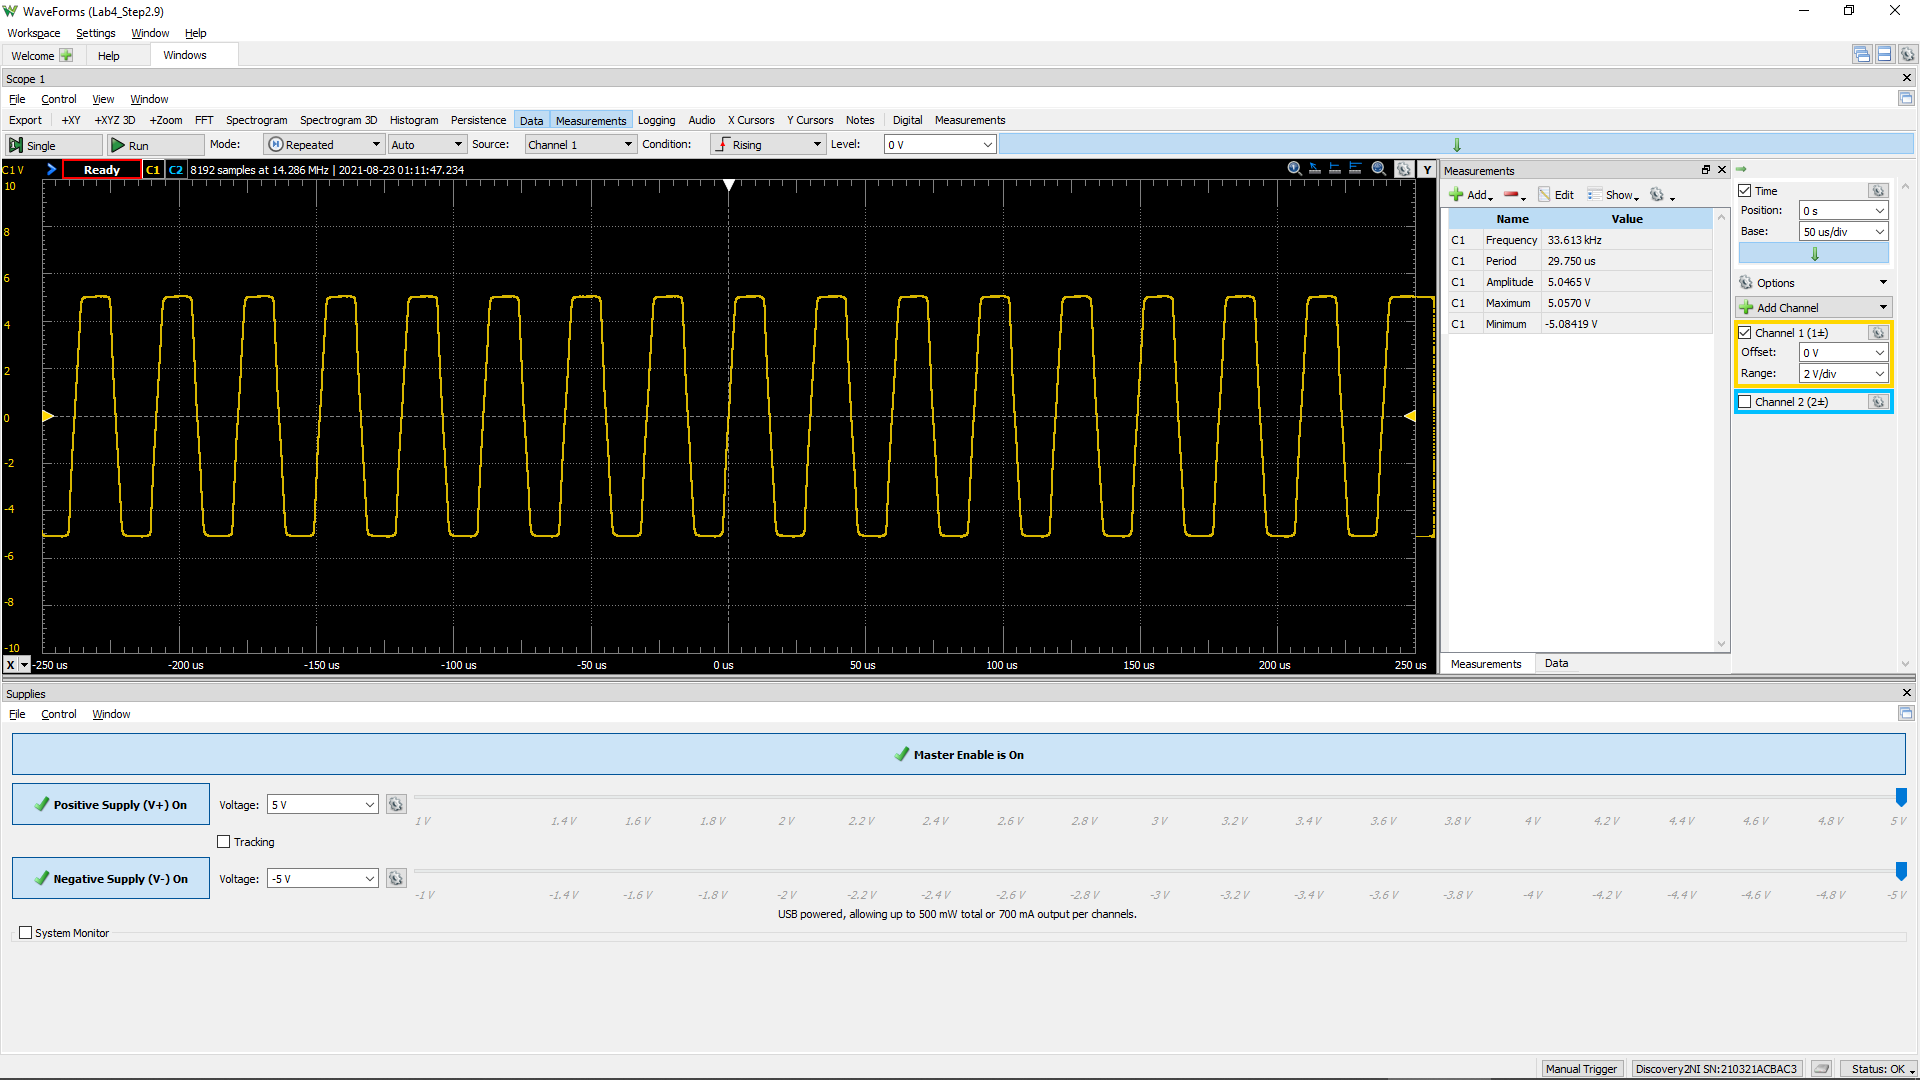 WaveForms (Lab4_Step2.9)
Workspace Settings Window Help
Welcome Help Windows
Scope 1
File Control View Window
Export +XY +XYZ 3D +Zoom FFT Spectrogram Spectrogram 3D Histogram Persistence Data Measurements Logging Audio X Cursors Y Cursors Notes Digital Measurements
Single Run Mode: Repeated Auto Source: Channel 1 Condition: Rising Level: 0 V
C1 V Ready C1 C2 8192 samples at 14.286 MHz | 2021-08-23 01:11:47.234 Y
10
8
6
4
2
0
-2
-4
-6
-8
-10
X -250 us -200 us -150 us -100 us -50 us 0 us 50 us 100 us 150 us 200 us 250 us
Measurements
Add Edit Show
Name Value
C1 Frequency 33.613 kHz
C1 Period 29.750 us
C1 Amplitude 5.0465 V
C1 Maximum 5.0570 V
C1 Minimum -5.08419 V
Measurements Data
Time
Position: 0 s
Base: 50 us/div
Options
Add Channel
Channel 1 (1±)
Offset: 0 V
Range: 2 V/div
Channel 2 (2±)
Supplies
File Control Window
Master Enable is On
Positive Supply (V+) On Voltage: 5 V
1 V 1.4 V 1.6 V 1.8 V 2 V 2.2 V 2.4 V 2.6 V 2.8 V 3 V 3.2 V 3.4 V 3.6 V 3.8 V 4 V 4.2 V 4.4 V 4.6 V 4.8 V 5 V
Tracking
Negative Supply (V-) On Voltage: -5 V
-1 V -1.4 V -1.6 V -1.8 V -2 V -2.2 V -2.4 V -2.6 V -2.8 V -3 V -3.2 V -3.4 V -3.6 V -3.8 V -4 V -4.2 V -4.4 V -4.6 V -4.8 V -5 V
USB powered, allowing up to 500 mW total or 700 mA output per channels.
System Monitor
Manual Trigger Discovery2NI SN:210321ACBAC3 Status: OK